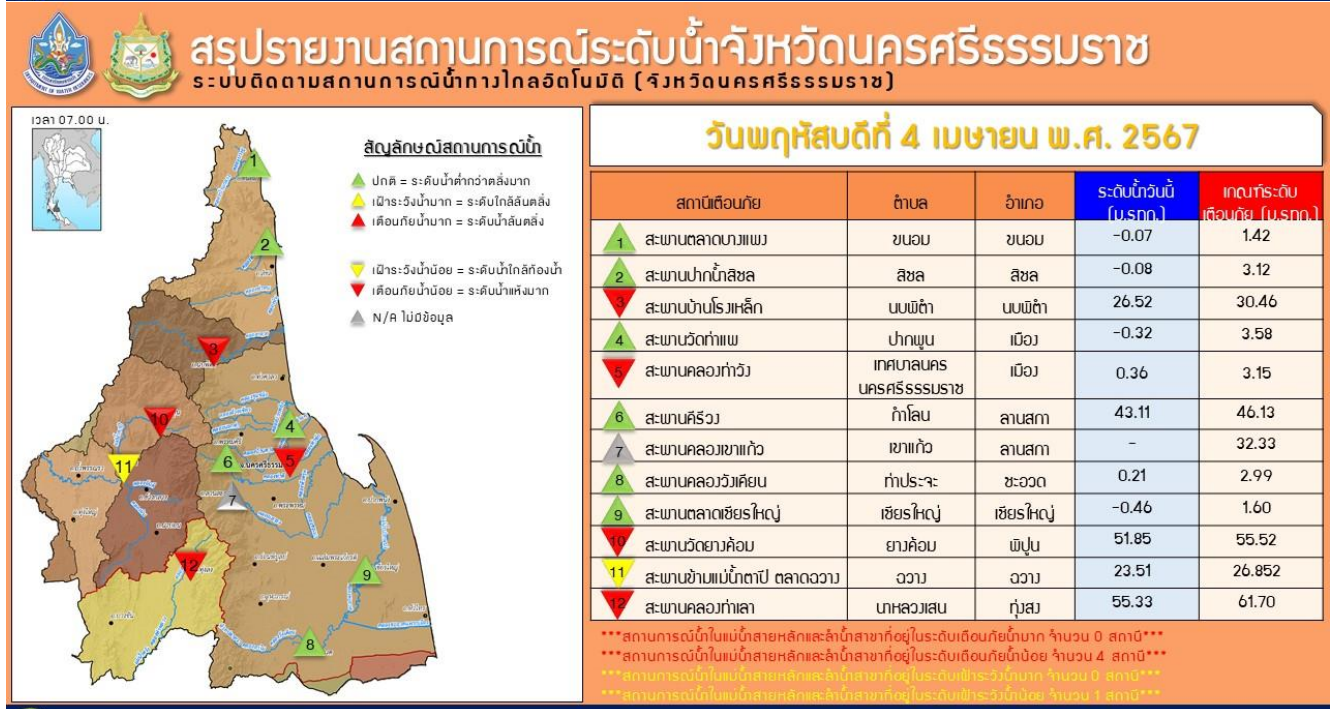 สรุปรายงานสถานการณ์ระดับน้ำจังหวัดนครศรีธรรมราช
ระบบติดตามสถานการณ์น้ำทางไกลอัตโนมัติ (จังหวัดนครศรีธรรมราช)
เวลา 07.00 น.
สัญลักษณ์สถานการณ์น้ำ
ปกติ = ระดับน้ำต่ำกว่าตลิ่งมาก
เฝ้าระวังน้ำมาก = ระดับใกล้ล้นตลิ่ง
เตือนภัยน้ำมาก = ระดับน้ำล้นตลิ่ง
เฝ้าระวังน้ำน้อย = ระดับน้ำใกล้ท้องน้ำ
เตือนภัยน้ำน้อย = ระดับน้ำแห้งมาก
N/A ไม่มีข้อมูล
1
2
3
10
4
11
6
5
7
12
9
8
วันพฤหัสบดีที่ 4 เมษายน พ.ศ. 2567
สถานีเตือนภัย ตำบล อำเภอ ระดับน้ำวันนี้ (ม.รทก.) เกณฑ์ระดับเตือนภัย (ม.รทก.)
1 สะพานตลาดบางแพง ขนอม ขนอม -0.07 1.42
2 สะพานปากน้ำสิชล สิชล สิชล -0.08 3.12
3 สะพานบ้านโรงเหล็ก นบพิตำ นบพิตำ 26.52 30.46
4 สะพานวัดท่าแพ ปากพูน เมือง -0.32 3.58
5 สะพานคลองท่าวัง เทศบาลนครนครศรีธรรมราช เมือง 0.36 3.15
6 สะพานคีรีวง กำโลน ลานสกา 43.11 46.13
7 สะพานคลองเขาแก้ว เขาแก้ว ลานสกา - 32.33
8 สะพานคลองวังเคียน ท่าประจะ ชะอวด 0.21 2.99
9 สะพานตลาดเชียรใหญ่ เชียรใหญ่ เชียรใหญ่ -0.46 1.60
10 สะพานวัดยางค้อม ยางค้อม พิปูน 51.85 55.52
11 สะพานข้ามแม่น้ำตาปี ตลาดฉวาง ฉวาง ฉวาง 23.51 26.852
12 สะพานคลองท่าเลา นาหลวงเสน ทุ่งสง 55.33 61.70
***สถานการณ์น้ำในแม่น้ำสายหลักและลำน้ำสาขาที่อยู่ในระดับเตือนภัยน้ำมาก จำนวน 0 สถานี***
***สถานการณ์น้ำในแม่น้ำสายหลักและลำน้ำสาขาที่อยู่ในระดับเตือนภัยน้ำน้อย จำนวน 4 สถานี***
***สถานการณ์น้ำในแม่น้ำสายหลักและลำน้ำสาขาที่อยู่ในระดับเฝ้าระวังน้ำมาก จำนวน 0 สถานี***
***สถานการณ์น้ำในแม่น้ำสายหลักและลำน้ำสาขาที่อยู่ในระดับเฝ้าระวังน้ำน้อย จำนวน 1 สถานี***